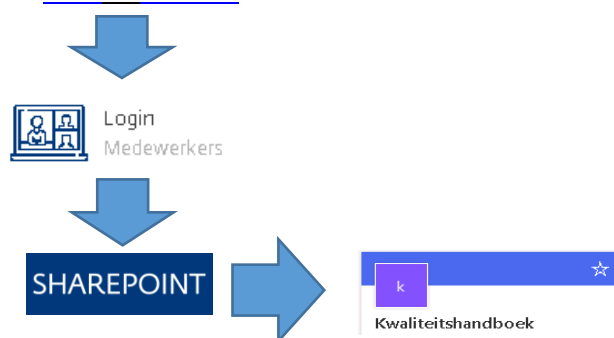 Login
Medewerkers
SHAREPOINT
k
Kwaliteitshandboek